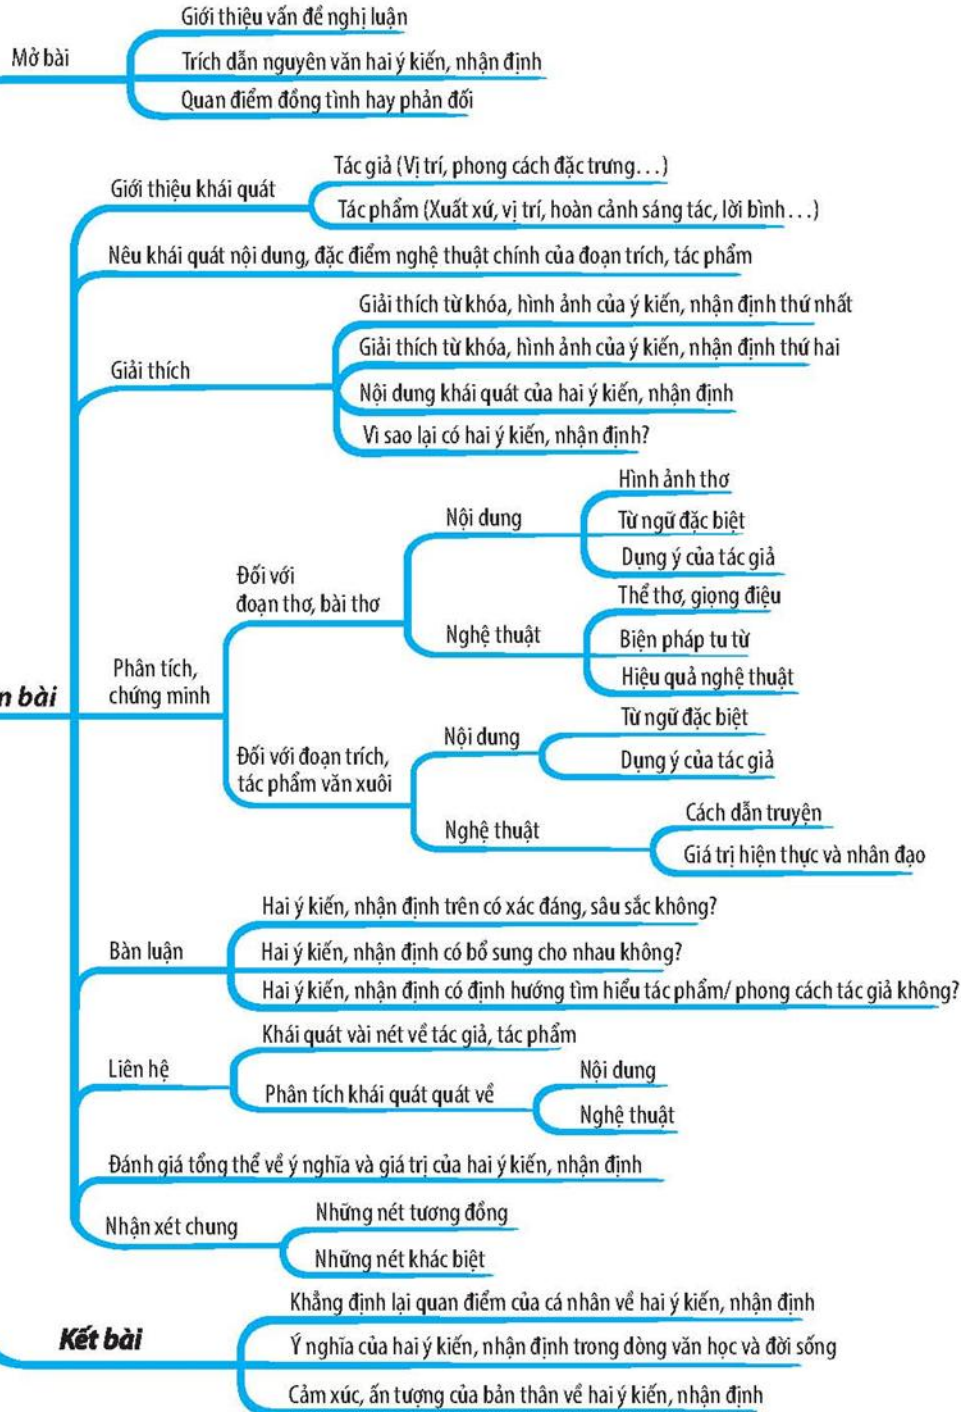 Mở bài
Giới thiệu vấn đề nghị luận
Trích dẫn nguyên văn hai ý kiến, nhận định
Quan điểm đồng tình hay phản đối
n bài
Giới thiệu khái quát
Tác giả (Vị trí, phong cách đặc trưng...)
Tác phẩm (Xuất xứ, vị trí, hoàn cảnh sáng tác, lời bình...)
Nêu khái quát nội dung, đặc điểm nghệ thuật chính của đoạn trích, tác phẩm
Giải thích
Giải thích từ khóa, hình ảnh của ý kiến, nhận định thứ nhất
Giải thích từ khóa, hình ảnh của ý kiến, nhận định thứ hai
Nội dung khái quát của hai ý kiến, nhận định
Vì sao lại có hai ý kiến, nhận định?
Phân tích,
chứng minh
Đối với
đoạn thơ, bài thơ
Nội dung
Hình ảnh thơ
Từ ngữ đặc biệt
Dụng ý của tác giả
Nghệ thuật
Thể thơ, giọng điệu
Biện pháp tu từ
Hiệu quả nghệ thuật
Đối với đoạn trích,
tác phẩm văn xuôi
Nội dung
Từ ngữ đặc biệt
Dụng ý của tác giả
Nghệ thuật
Cách dẫn truyện
Giá trị hiện thực và nhân đạo
Bàn luận
Hai ý kiến, nhận định trên có xác đáng, sâu sắc không?
Hai ý kiến, nhận định có bổ sung cho nhau không?
Hai ý kiến, nhận định có định hướng tìm hiểu tác phẩm/ phong cách tác giả không?
Liên hệ
Khái quát vài nét về tác giả, tác phẩm
Phân tích khái quát quát về
Nội dung
Nghệ thuật
Đánh giá tổng thể về ý nghĩa và giá trị của hai ý kiến, nhận định
Nhận xét chung
Những nét tương đồng
Những nét khác biệt
Kết bài
Khẳng định lại quan điểm của cá nhân về hai ý kiến, nhận định
Ý nghĩa của hai ý kiến, nhận định trong dòng văn học và đời sống
Cảm xúc, ấn tượng của bản thân về hai ý kiến, nhận định